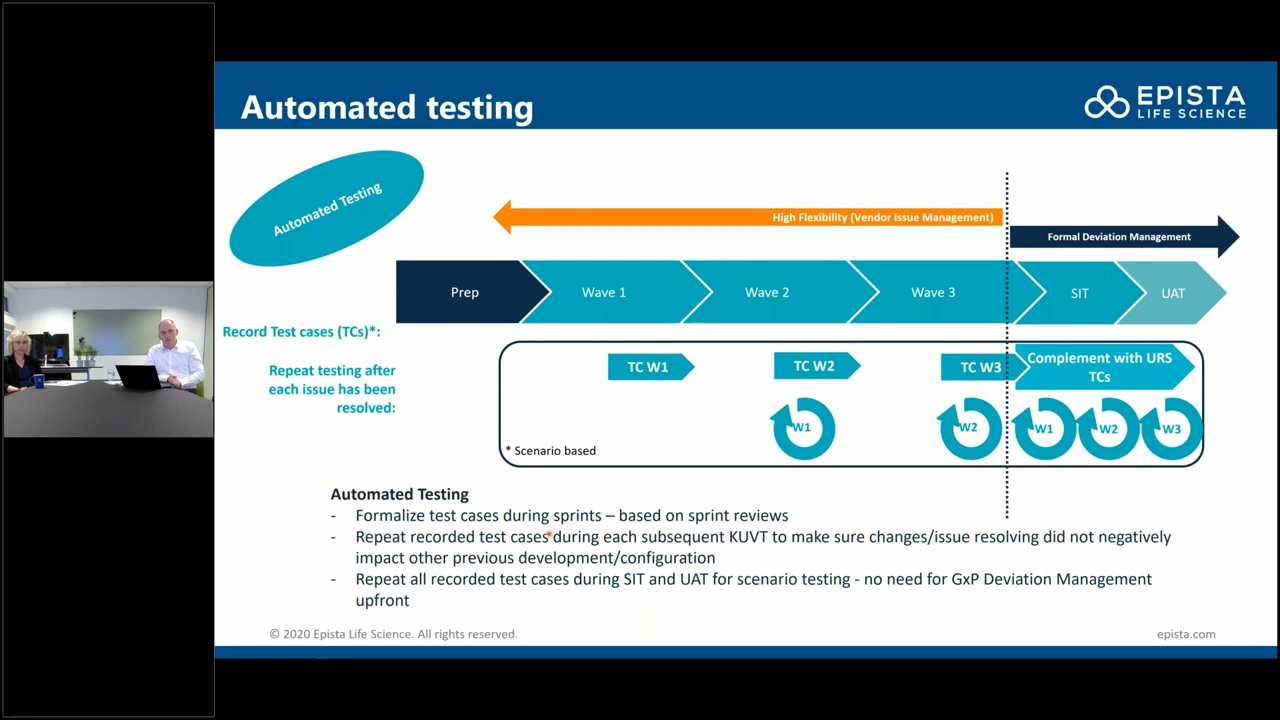 Automated testing
EPISTA
LIFE SCIENCE
Automated Testing
High Flexibility (Vendor Issue Management)
Formal Deviation Management
Prep
Wave 1
Wave 2
Wave 3
SIT
UAT
Record Test cases (TCs)*:
TC W1
TC W2
TC W3
Complement with URS
TCs
Repeat testing after
each issue has been
resolved:
W1
W2
W1
W2
W3
* Scenario based
Automated Testing
- Formalize test cases during sprints – based on sprint reviews
- Repeat recorded test cases during each subsequent KUVT to make sure changes/issue resolving did not negatively
impact other previous development/configuration
- Repeat all recorded test cases during SIT and UAT for scenario testing - no need for GxP Deviation Management
upfront
© 2020 Epista Life Science. All rights reserved.
epista.com